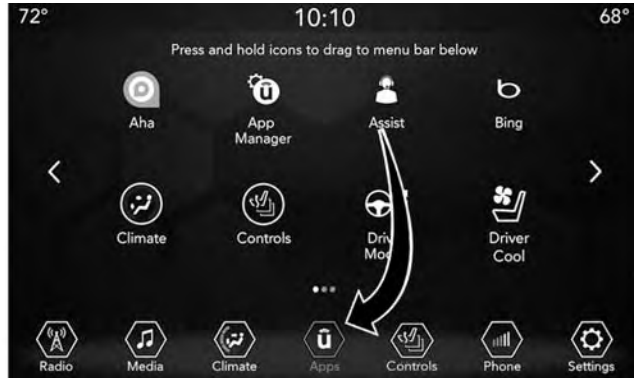 72°
10:10
68°
Press and hold icons to drag to menu bar below
Aha
App
Manager
Assist
Bing
Climate
Controls
Driver
Cool
Radio
Media
Climate
Apps
Controls
Phone
Settings